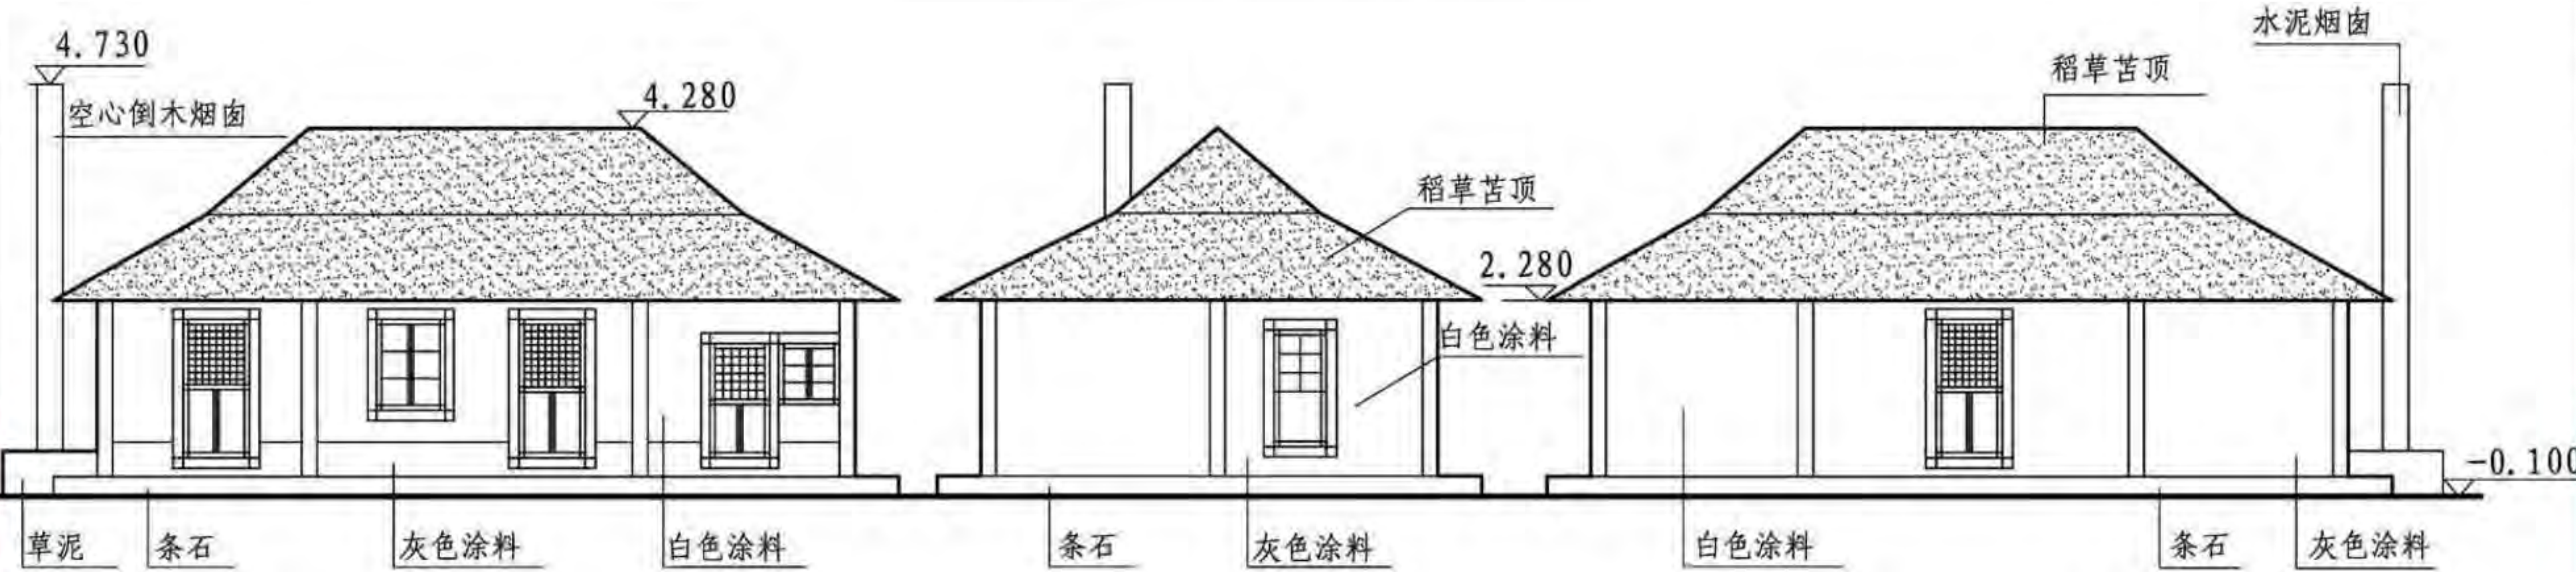 4.730
空心倒木烟囱
4.280
稻草苫顶
2.280
白色涂料
水泥烟囱
稻草苫顶
-0.100
草泥
条石
灰色涂料
白色涂料
条石
灰色涂料
白色涂料
条石
灰色涂料